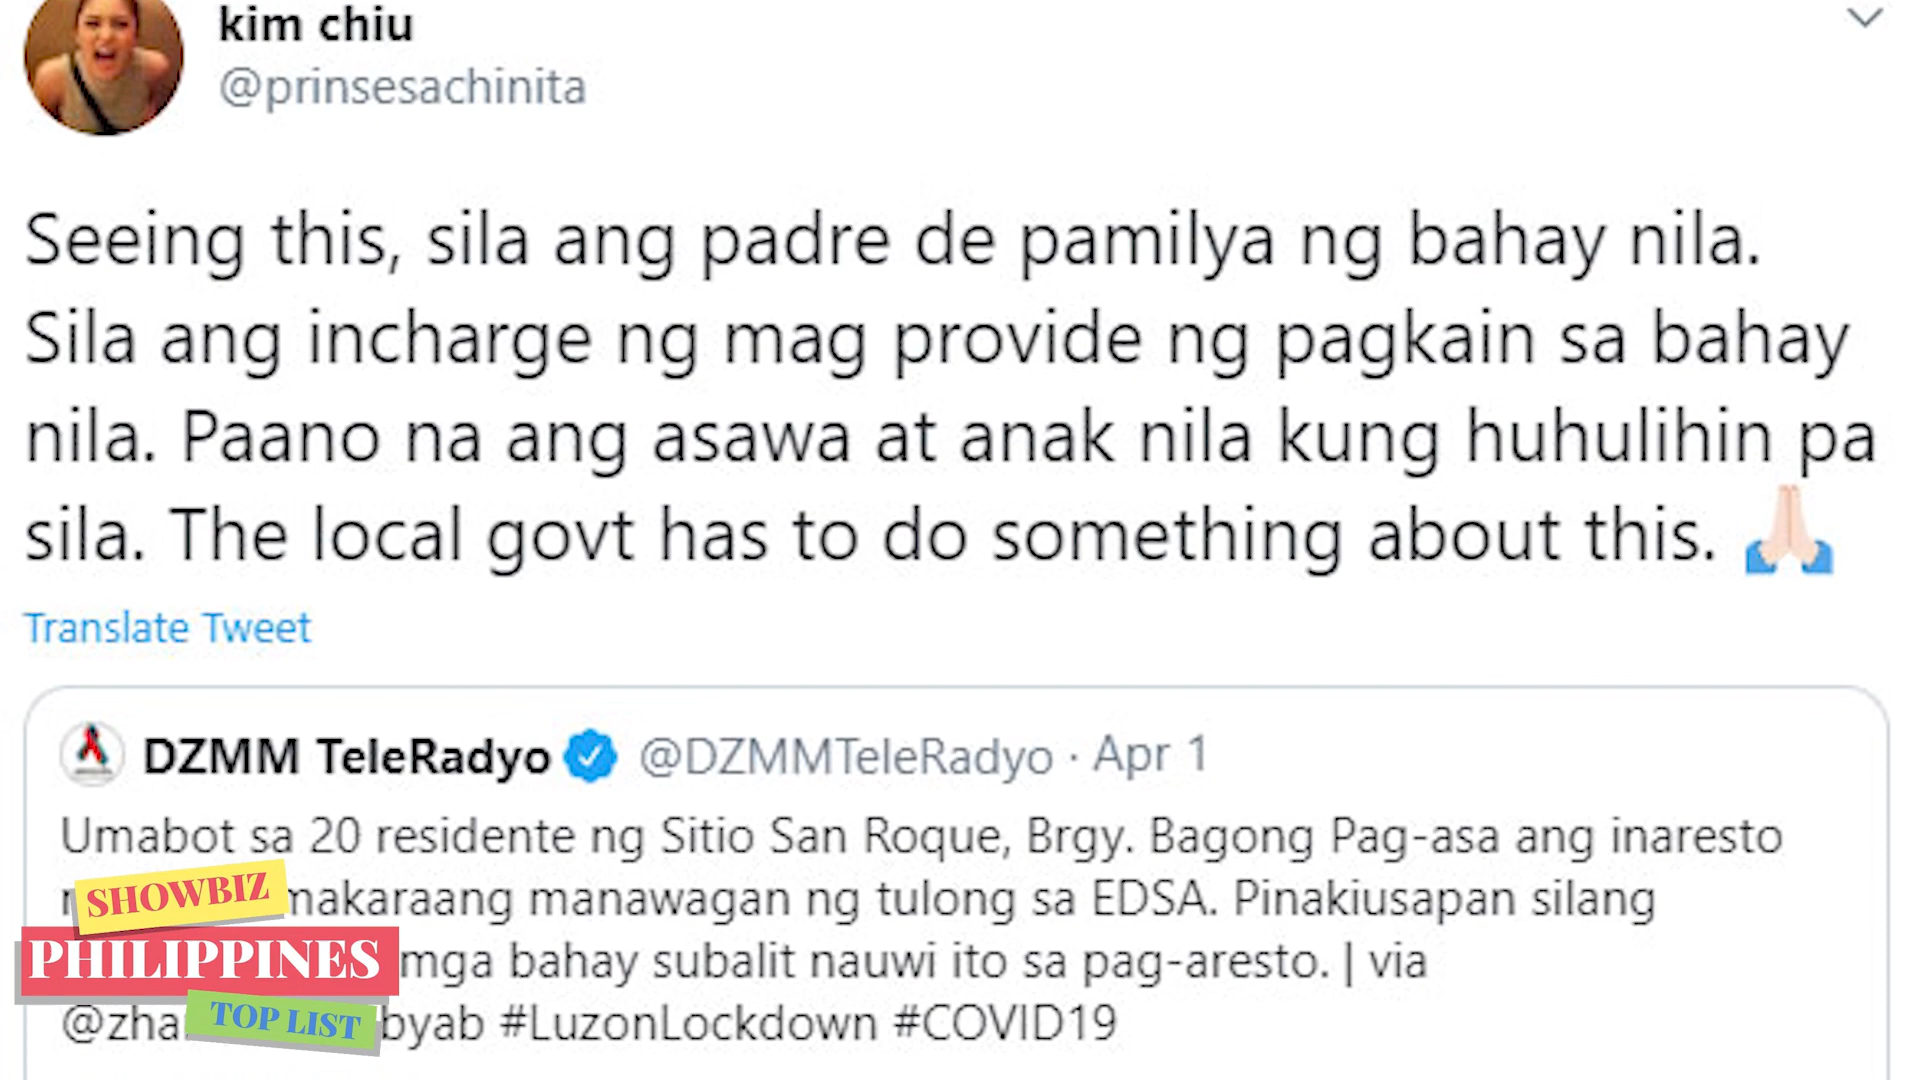 kim chiu
@prinsesachinita
Seeing this, sila ang padre de pamilya ng bahay nila.
Sila ang incharge ng mag provide ng pagkain sa bahay
nila. Paano na ang asawa at anak nila kung huhulihin pa
sila. The local govt has to do something about this. 🙏🏻
Translate Tweet
DZMM TeleRadyo @DZMMTeleRadyo · Apr 1
Umabot sa 20 residente ng Sitio San Roque, Brgy. Bagong Pag-asa ang inaresto
makaraang manawagan ng tulong sa EDSA. Pinakiusapan silang
mga bahay subalit nauwi ito sa pag-aresto. | via
#LuzonLockdown #COVID19
SHOWBIZ
PHILIPPINES
TOP LIST